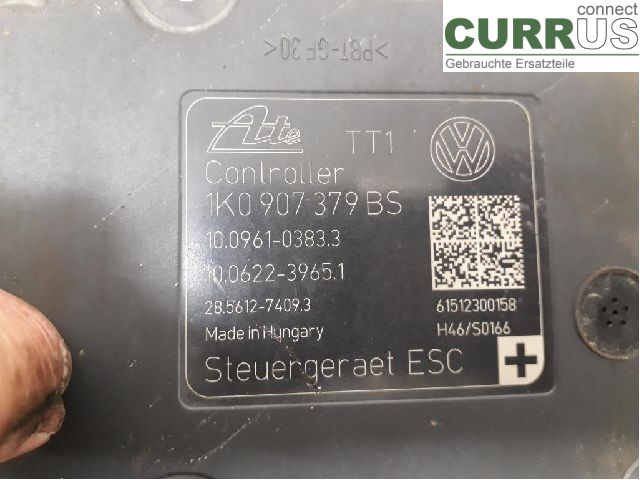 connect
CURRUS
Gebrauchte Ersatzteile
>PBT-GF30<
Ate TT1
Controller
1K0 907 379 BS
10.0961-0383.3
10.0622-3965.1
28.5612-7409.3
61512300158
Made in Hungary
H46/S0166
Steuergeraet ESC